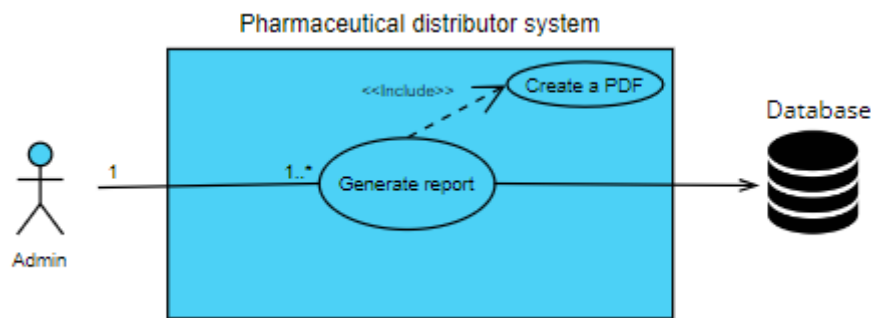 Pharmaceutical distributor system
<<Include>>
Create a PDF
Database
1
1..*
Generate report
Admin